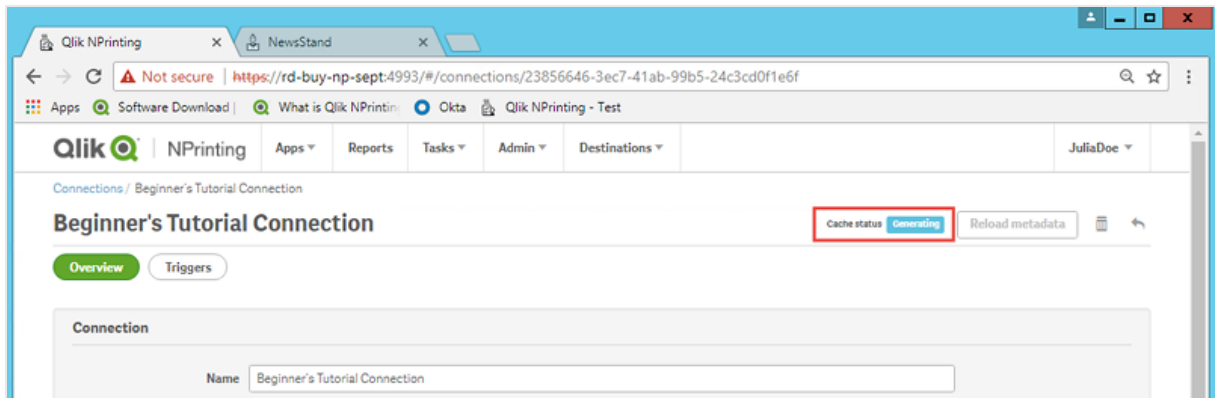 Qlik NPrinting NewsStand
Not secure | https://rd-buy-np-sept:4993/#/connections/23856646-3ec7-41ab-99b5-24c3cd0f1e6f
Apps Software Download | What is Qlik NPrinting Okta Qlik NPrinting - Test
Qlik NPrinting Apps Reports Tasks Admin Destinations JuliaDoe
Connections / Beginner's Tutorial Connection
Beginner's Tutorial Connection Cache status Generating Reload metadata
Overview Triggers
Connection
Name Beginner's Tutorial Connection